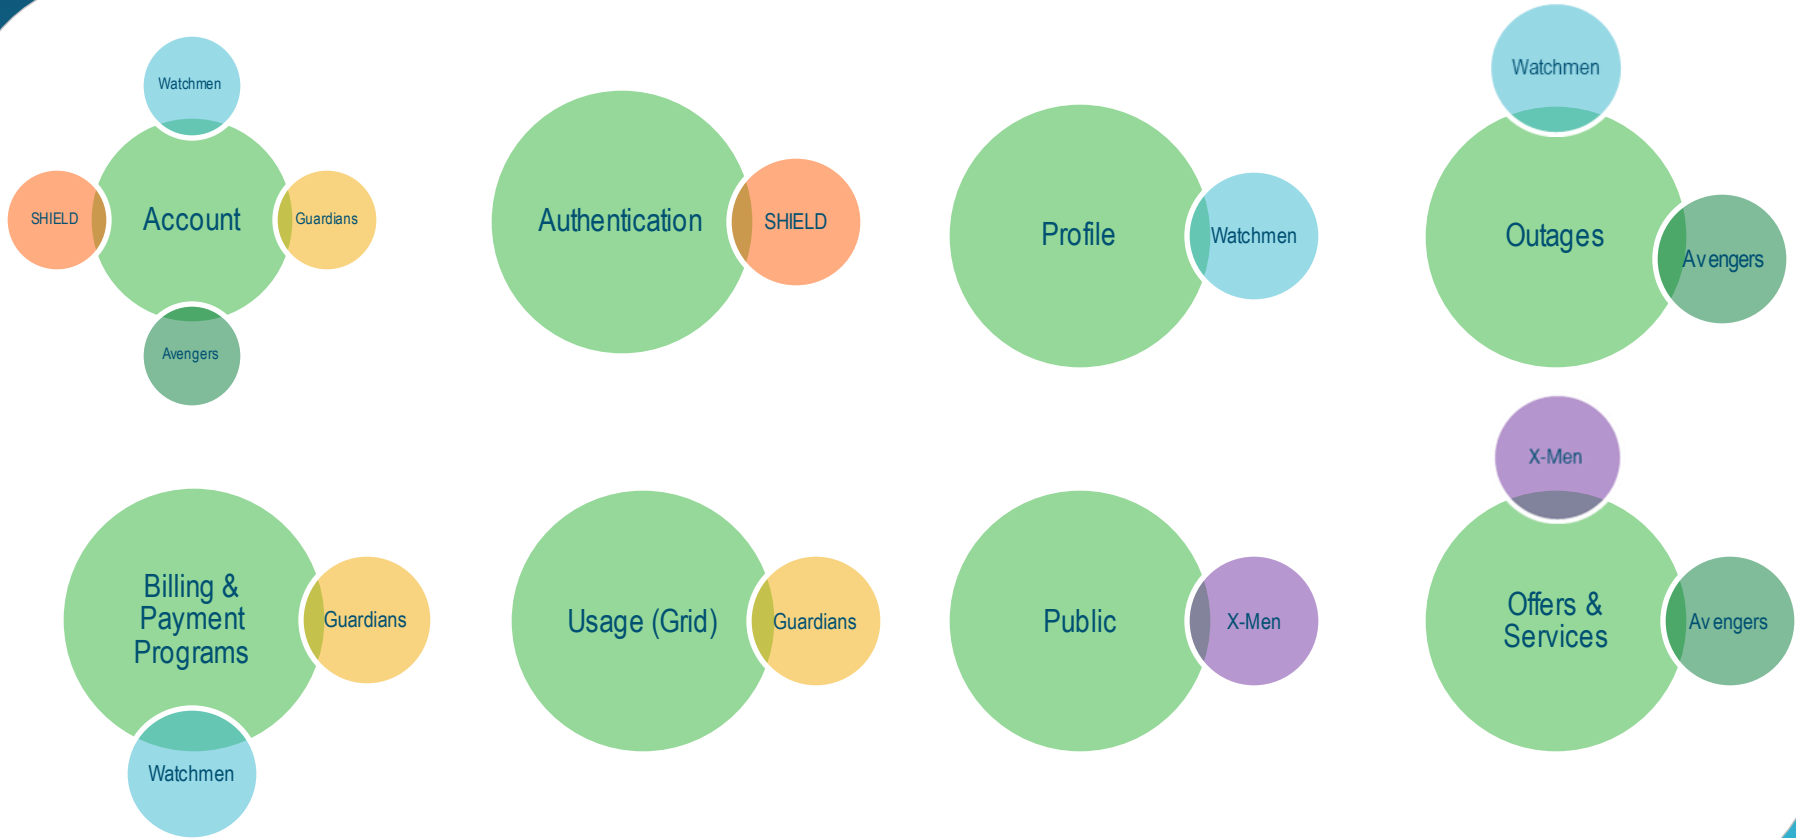 Watchmen
SHIELD
Account
Guardians
Avengers
Authentication
SHIELD
Profile
Watchmen
Watchmen
Outages
Avengers
Billing &
Payment
Programs
Guardians
Watchmen
Usage (Grid)
Guardians
Public
X-Men
X-Men
Offers &
Services
Avengers